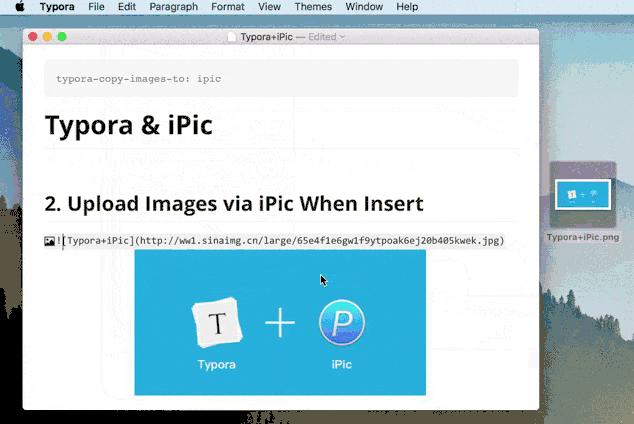 Typora File Edit Paragraph Format View Themes Window Help
Typora+iPic — Edited
typora-copy-images-to: ipic
Typora & iPic
2. Upload Images via iPic When Insert
![Typora+iPic](http://ww1.sinaimg.cn/large/65e4f1e6gw1f9ytpoak6ej20b405kwek.jpg)
T + P
Typora iPic
Typora+iPic.png